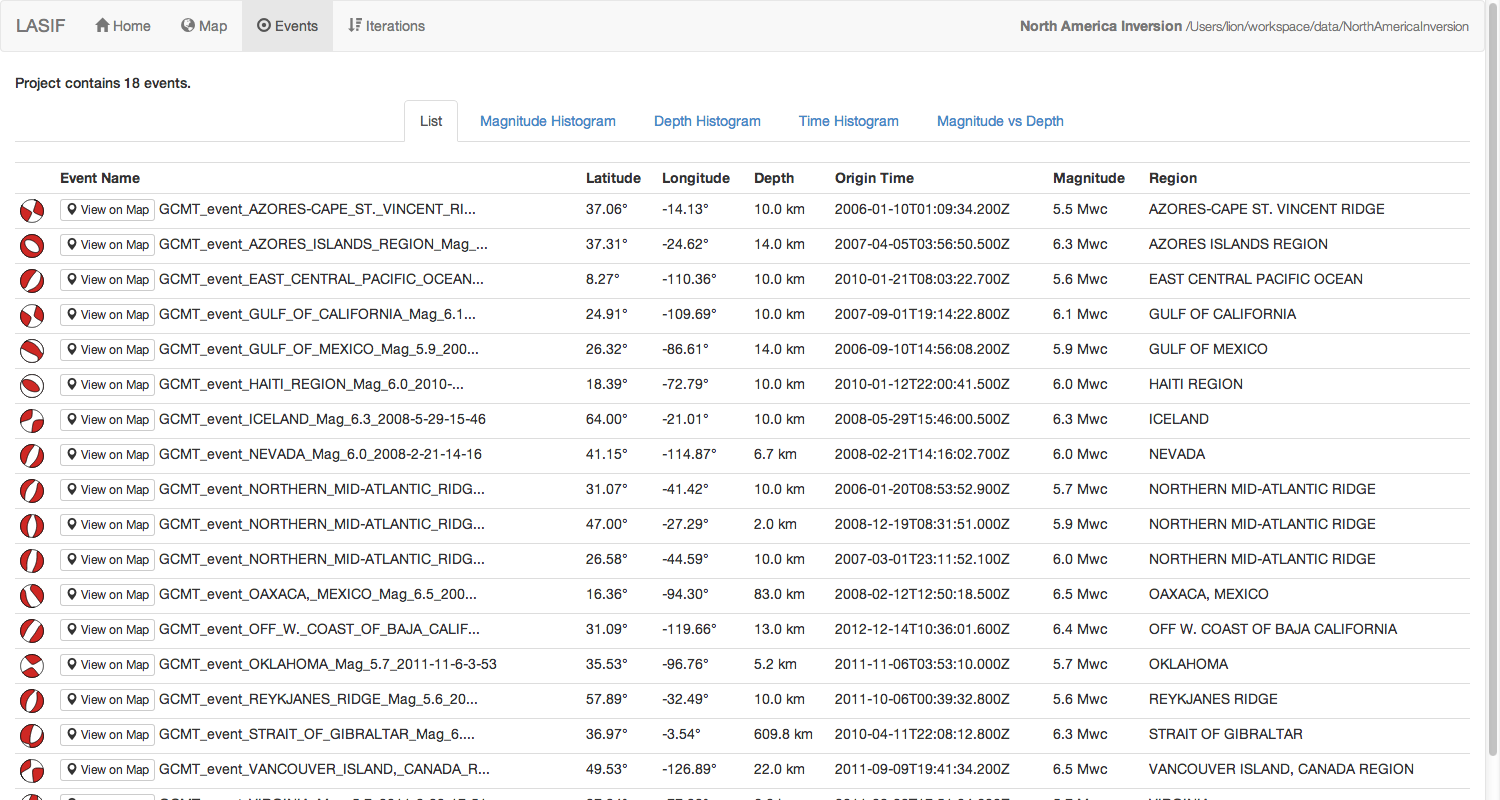 LASIF Home Map Events Iterations North America Inversion /Users/lion/workspace/data/NorthAmericaInversion
Project contains 18 events.
List Magnitude Histogram Depth Histogram Time Histogram Magnitude vs Depth
Event Name Latitude Longitude Depth Origin Time Magnitude Region
View on Map GCMT_event_AZORES-CAPE_ST._VINCENT_RI... 37.06° -14.13° 10.0 km 2006-01-10T01:09:34.200Z 5.5 Mwc AZORES-CAPE ST. VINCENT RIDGE
View on Map GCMT_event_AZORES_ISLANDS_REGION_Mag_... 37.31° -24.62° 14.0 km 2007-04-05T03:56:50.500Z 6.3 Mwc AZORES ISLANDS REGION
View on Map GCMT_event_EAST_CENTRAL_PACIFIC_OCEAN... 8.27° -110.36° 10.0 km 2010-01-21T08:03:22.700Z 5.6 Mwc EAST CENTRAL PACIFIC OCEAN
View on Map GCMT_event_GULF_OF_CALIFORNIA_Mag_6.1... 24.91° -109.69° 10.0 km 2007-09-01T19:14:22.800Z 6.1 Mwc GULF OF CALIFORNIA
View on Map GCMT_event_GULF_OF_MEXICO_Mag_5.9_200... 26.32° -86.61° 14.0 km 2006-09-10T14:56:08.200Z 5.9 Mwc GULF OF MEXICO
View on Map GCMT_event_HAITI_REGION_Mag_6.0_2010-... 18.39° -72.79° 10.0 km 2010-01-12T22:00:41.500Z 6.0 Mwc HAITI REGION
View on Map GCMT_event_ICELAND_Mag_6.3_2008-5-29-15-46 64.00° -21.01° 10.0 km 2008-05-29T15:46:00.500Z 6.3 Mwc ICELAND
View on Map GCMT_event_NEVADA_Mag_6.0_2008-2-21-14-16 41.15° -114.87° 6.7 km 2008-02-21T14:16:02.700Z 6.0 Mwc NEVADA
View on Map GCMT_event_NORTHERN_MID-ATLANTIC_RIDG... 31.07° -41.42° 10.0 km 2006-01-20T08:53:52.900Z 5.7 Mwc NORTHERN MID-ATLANTIC RIDGE
View on Map GCMT_event_NORTHERN_MID-ATLANTIC_RIDG... 47.00° -27.29° 2.0 km 2008-12-19T08:31:51.000Z 5.9 Mwc NORTHERN MID-ATLANTIC RIDGE
View on Map GCMT_event_NORTHERN_MID-ATLANTIC_RIDG... 26.58° -44.59° 10.0 km 2007-03-01T23:11:52.100Z 6.0 Mwc NORTHERN MID-ATLANTIC RIDGE
View on Map GCMT_event_OAXACA,_MEXICO_Mag_6.5_200... 16.36° -94.30° 83.0 km 2008-02-12T12:50:18.500Z 6.5 Mwc OAXACA, MEXICO
View on Map GCMT_event_OFF_W._COAST_OF_BAJA_CALIF... 31.09° -119.66° 13.0 km 2012-12-14T10:36:01.600Z 6.4 Mwc OFF W. COAST OF BAJA CALIFORNIA
View on Map GCMT_event_OKLAHOMA_Mag_5.7_2011-11-6-3-53 35.53° -96.76° 5.2 km 2011-11-06T03:53:10.000Z 5.7 Mwc OKLAHOMA
View on Map GCMT_event_REYKJANES_RIDGE_Mag_5.6_20... 57.89° -32.49° 10.0 km 2011-10-06T00:39:32.800Z 5.6 Mwc REYKJANES RIDGE
View on Map GCMT_event_STRAIT_OF_GIBRALTAR_Mag_6.... 36.97° -3.54° 609.8 km 2010-04-11T22:08:12.800Z 6.3 Mwc STRAIT OF GIBRALTAR
View on Map GCMT_event_VANCOUVER_ISLAND,_CANADA_R... 49.53° -126.89° 22.0 km 2011-09-09T19:41:34.200Z 6.5 Mwc VANCOUVER ISLAND, CANADA REGION